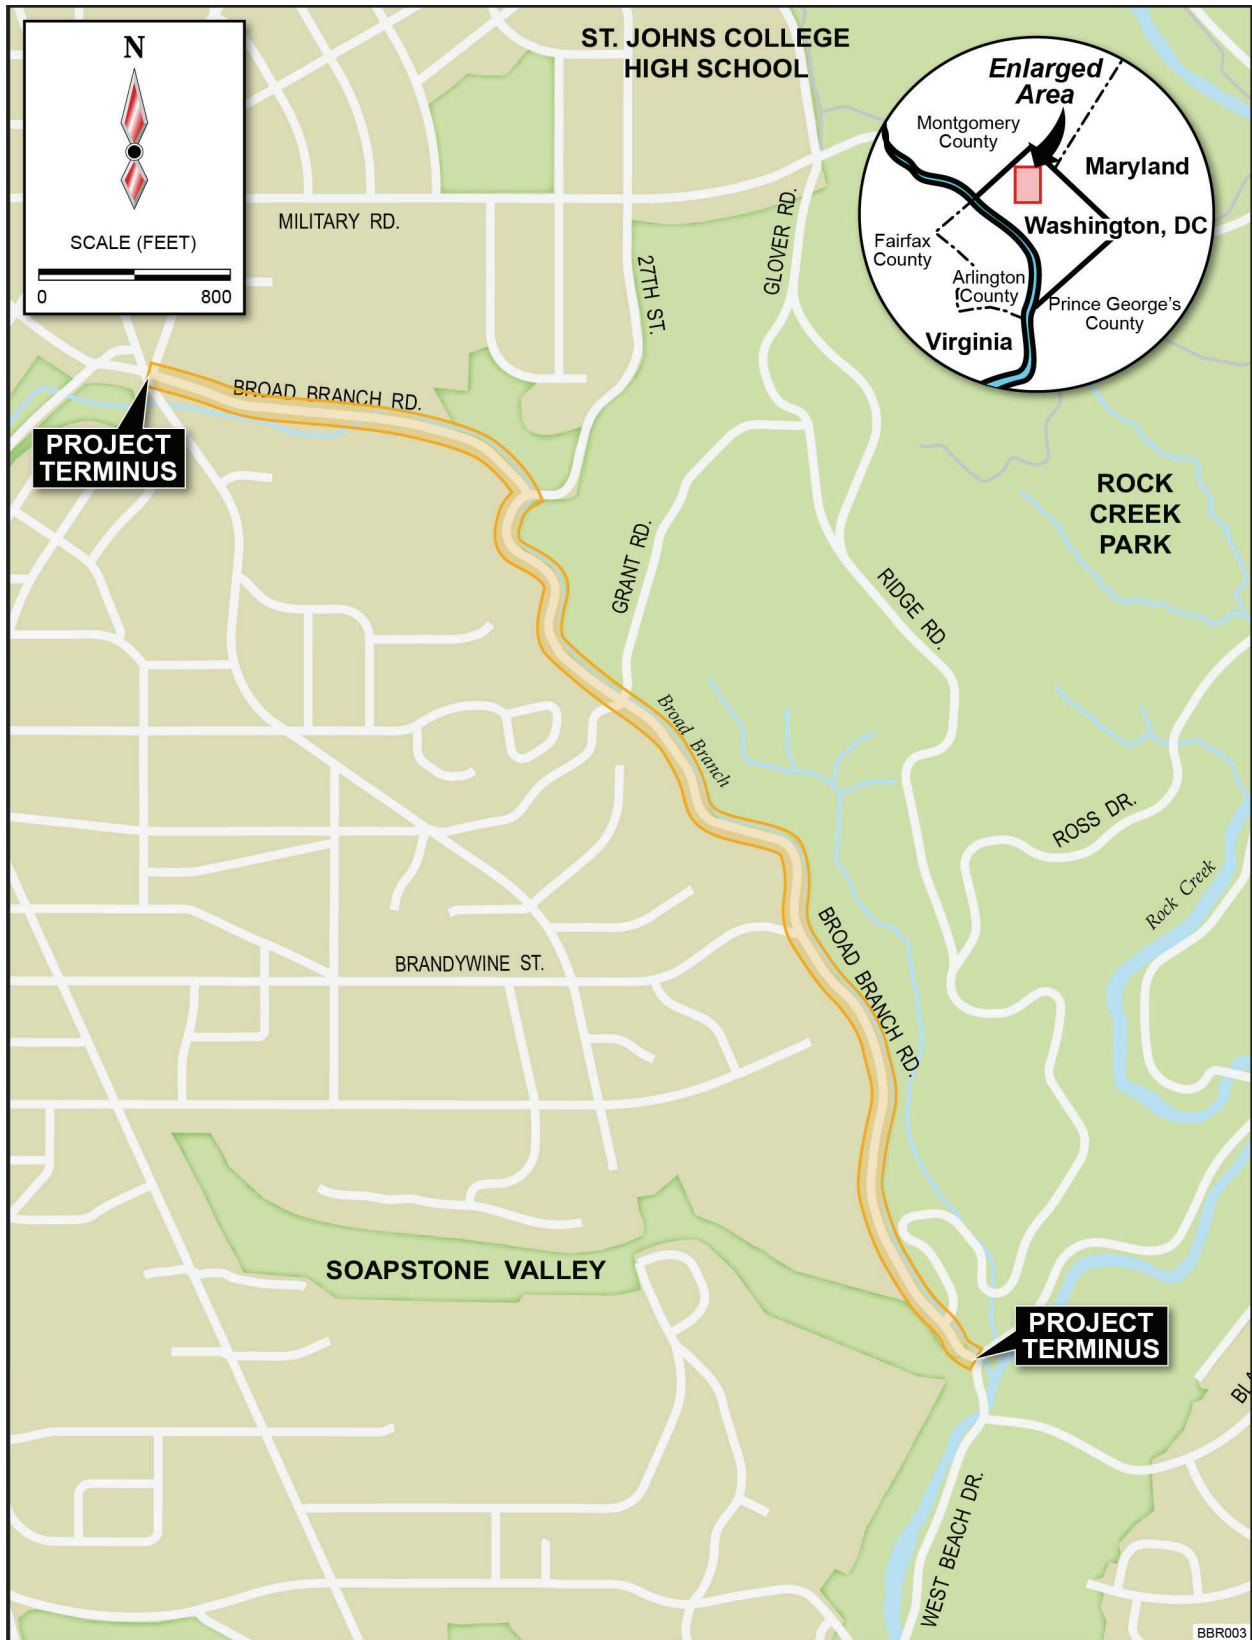 N
SCALE (FEET)
0 800
ST. JOHNS COLLEGE
HIGH SCHOOL
Enlarged
Area
Montgomery
County
Maryland
Washington, DC
Fairfax
County
Arlington
County
Prince George's
County
Virginia
MILITARY RD.
27TH ST.
GLOVER RD.
BROAD BRANCH RD.
PROJECT
TERMINUS
ROCK
CREEK
PARK
GRANT RD.
RIDGE RD.
Broad Branch
ROSS DR.
Rock Creek
BROAD BRANCH RD.
BRANDYWINE ST.
SOAPSTONE VALLEY
PROJECT
TERMINUS
WEST BEACH DR.
BBR003